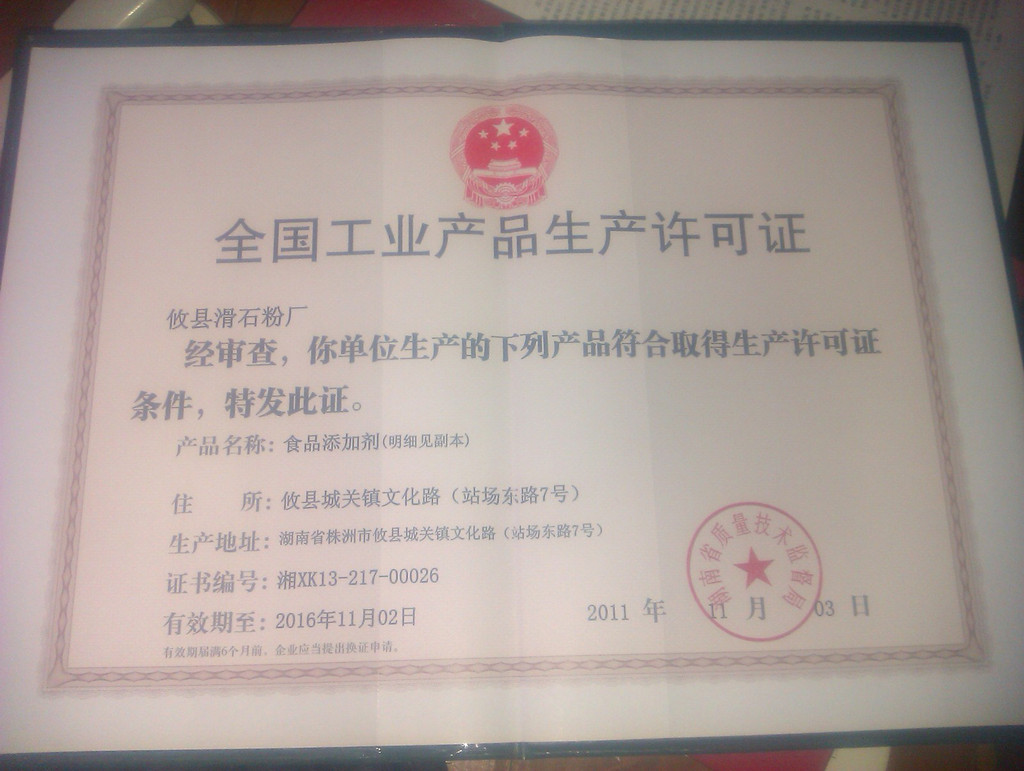 全国工业产品生产许可证
攸县滑石粉厂
经审查，你单位生产的下列产品符合取得生产许可证
条件，特发此证。
产品名称：食品添加剂(明细见副本)
住 所：攸县城关镇文化路（站场东路7号）
生产地址：湖南省株洲市攸县城关镇文化路（站场东路7号）
证书编号：湘XK13-217-00026
有效期至：2016年11月02日
有效期届满6个月前，企业应当提出换证申请。
湖南省质量技术监督局
2011 年 11 月 03 日